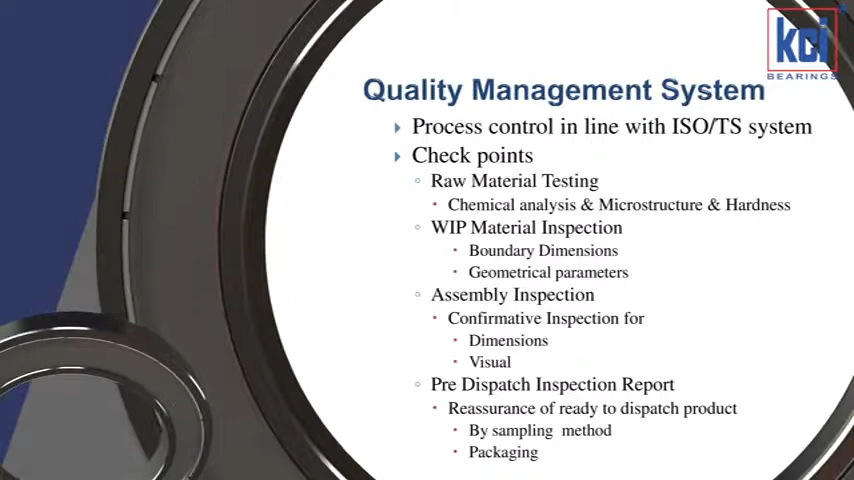 kci
BEARINGS
Quality Management System
Process control in line with ISO/TS system
Check points
Raw Material Testing
Chemical analysis & Microstructure & Hardness
WIP Material Inspection
Boundary Dimensions
Geometrical parameters
Assembly Inspection
Confirmative Inspection for
Dimensions
Visual
Pre Dispatch Inspection Report
Reassurance of ready to dispatch product
By sampling method
Packaging